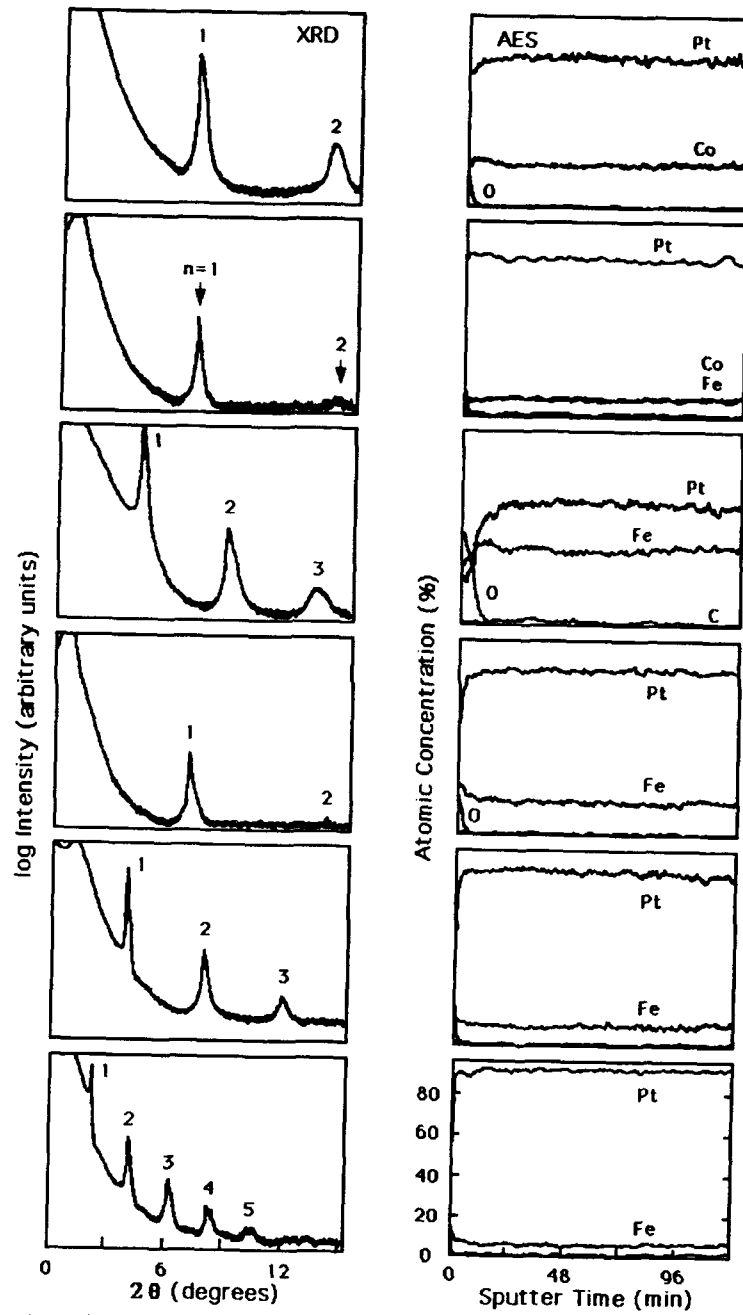 XRD
1
2
AES
Pt
Co
O
n=1
2
Pt
Co
Fe
1
2
3
Pt
Fe
O
C
1
2
Pt
Fe
O
1
2
3
Pt
Fe
1
2
3
4
5
Pt
Fe
log Intensity (arbitrary units)
0 6 12
2θ (degrees)
Atomic Concentration (%)
80
60
40
20
0
0 48 96
Sputter Time (min)